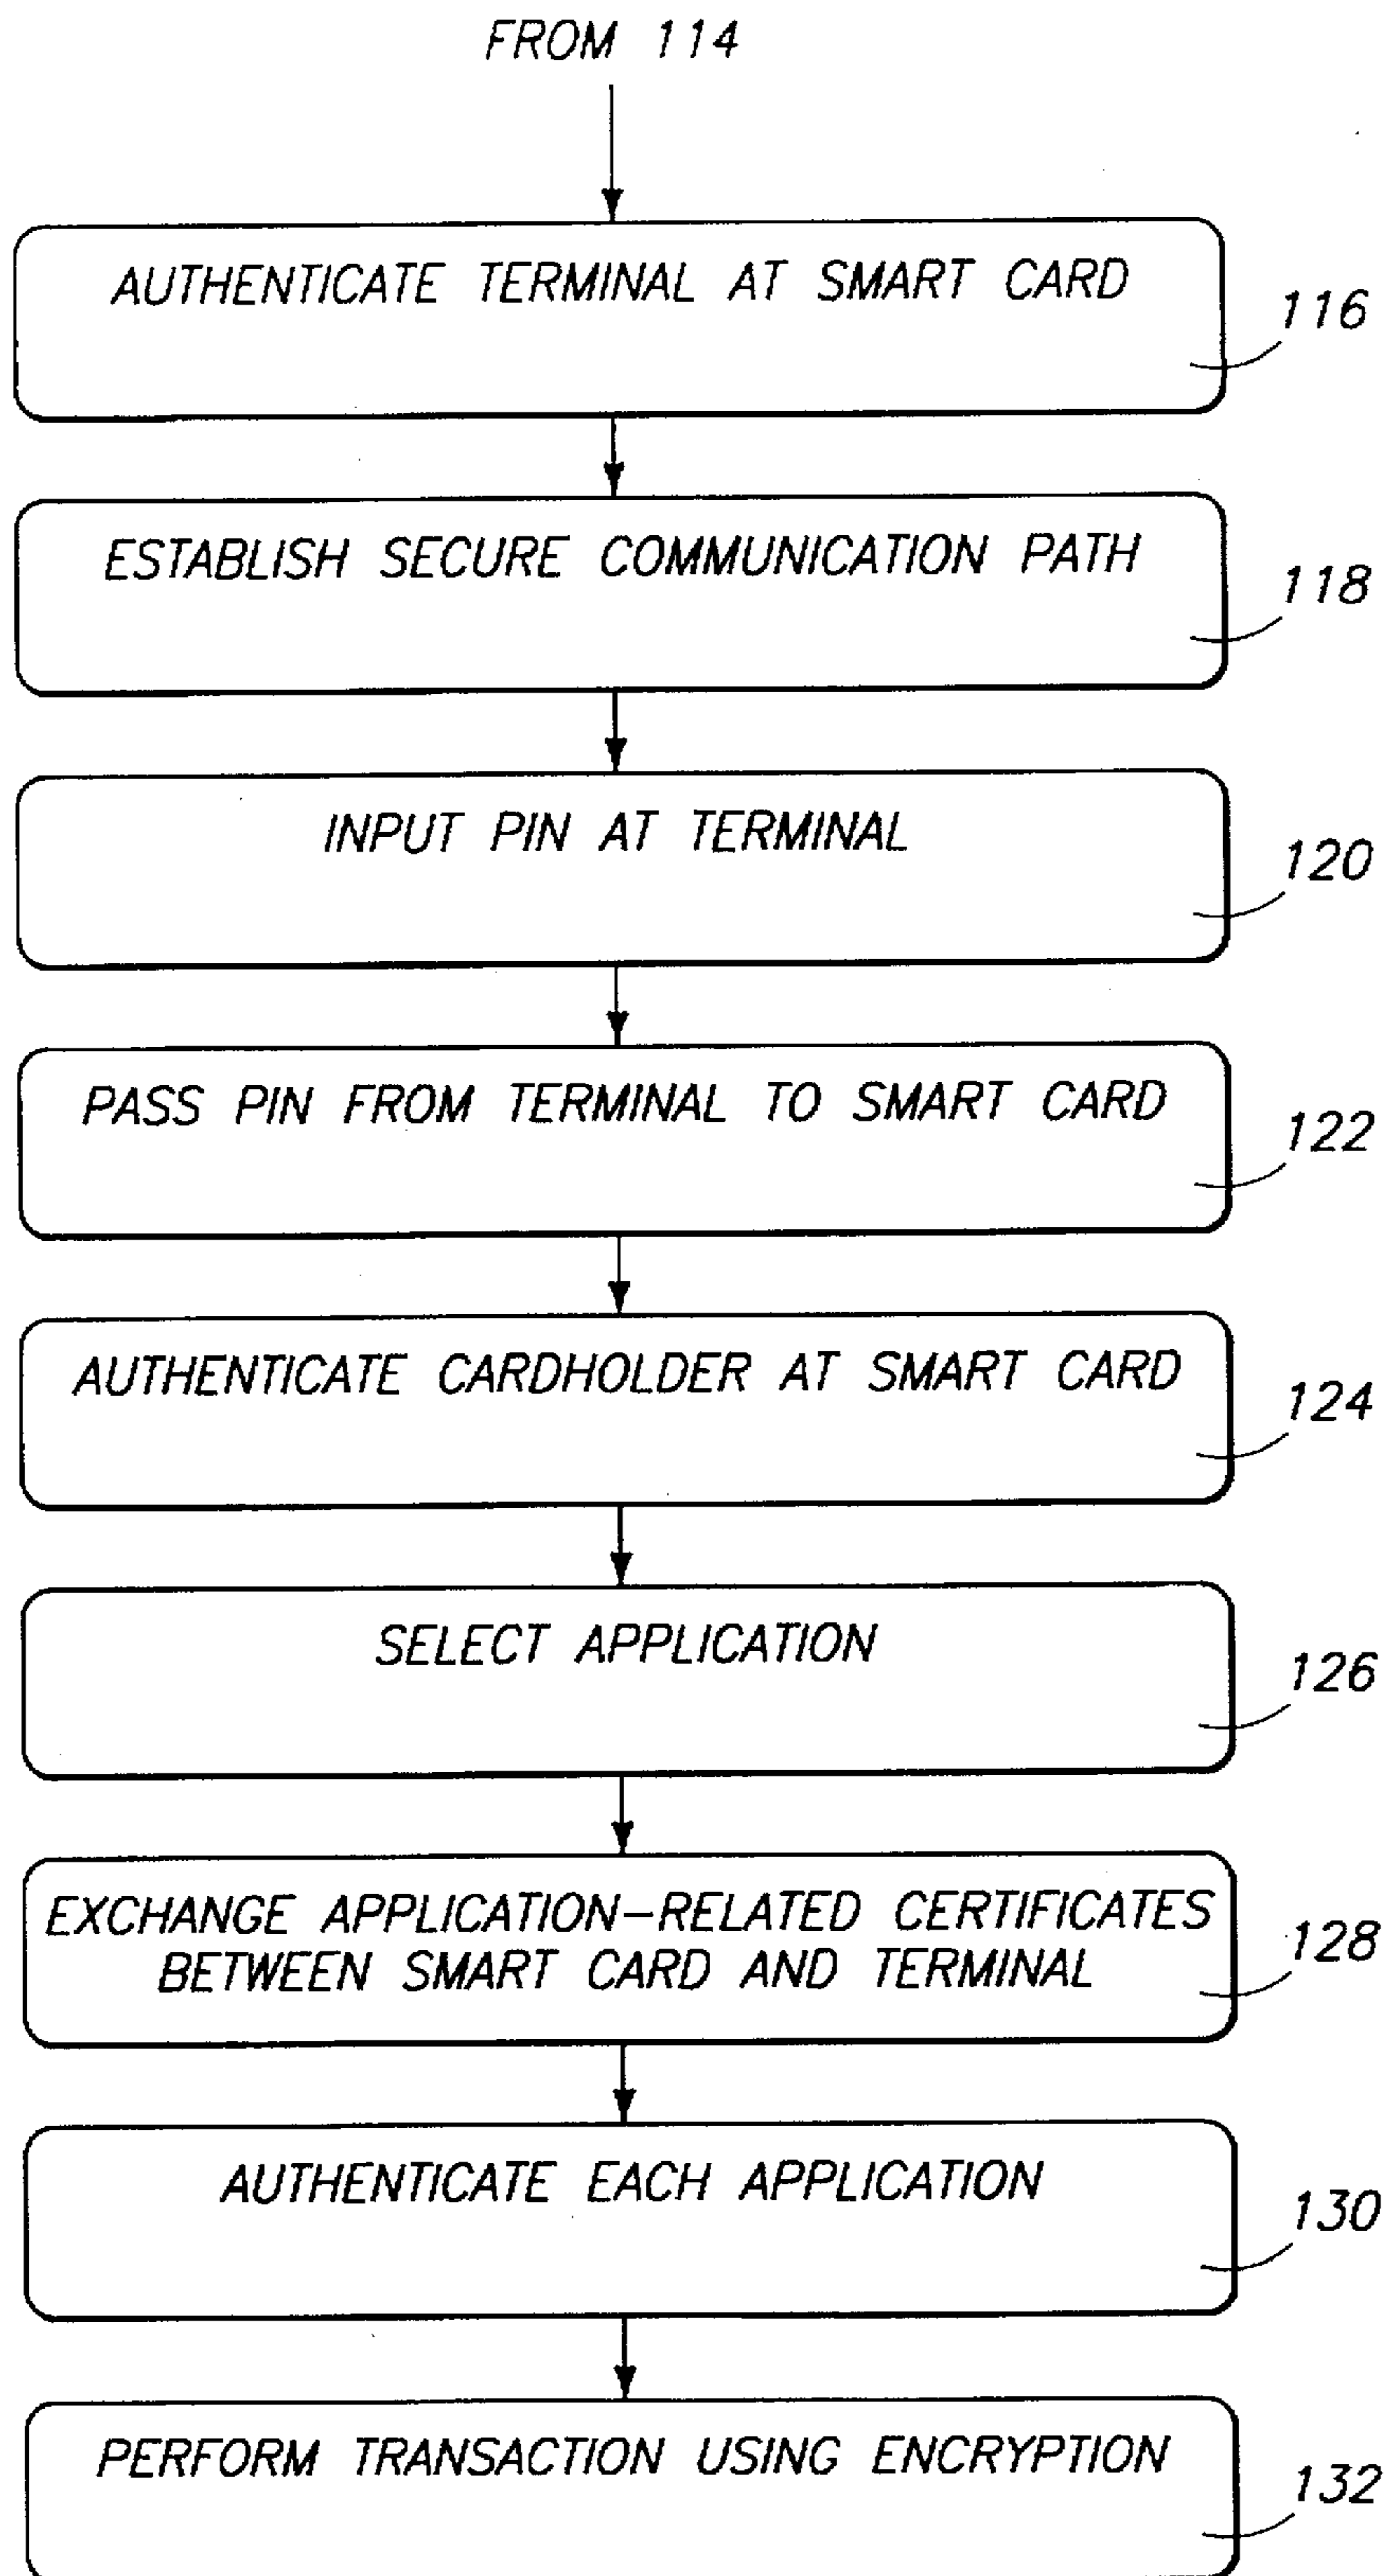 FROM 114
AUTHENTICATE TERMINAL AT SMART CARD
116
ESTABLISH SECURE COMMUNICATION PATH
118
INPUT PIN AT TERMINAL
120
PASS PIN FROM TERMINAL TO SMART CARD
122
AUTHENTICATE CARDHOLDER AT SMART CARD
124
SELECT APPLICATION
126
EXCHANGE APPLICATION-RELATED CERTIFICATES
BETWEEN SMART CARD AND TERMINAL
128
AUTHENTICATE EACH APPLICATION
130
PERFORM TRANSACTION USING ENCRYPTION
132